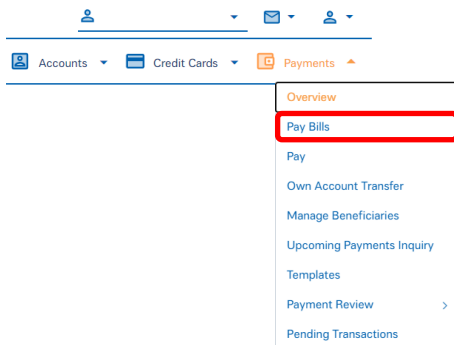 Accounts Credit Cards Payments
Overview
Pay Bills
Pay
Own Account Transfer
Manage Beneficiaries
Upcoming Payments Inquiry
Templates
Payment Review
Pending Transactions